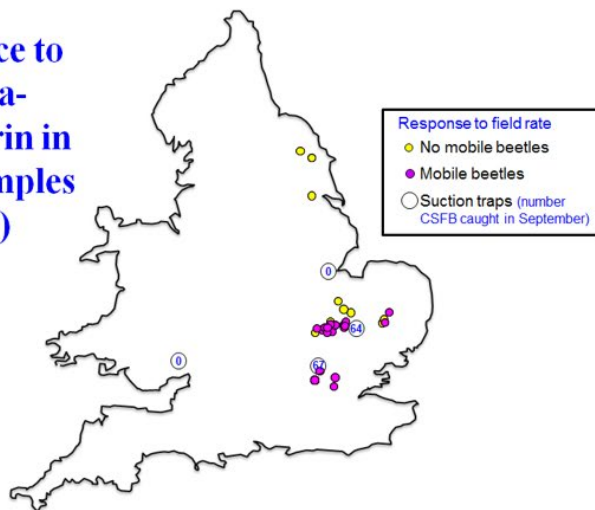 ce to
a-
rin in
mples
)
Response to field rate
No mobile beetles
Mobile beetles
Suction traps (number
CSFB caught in September)
0
64
0
67